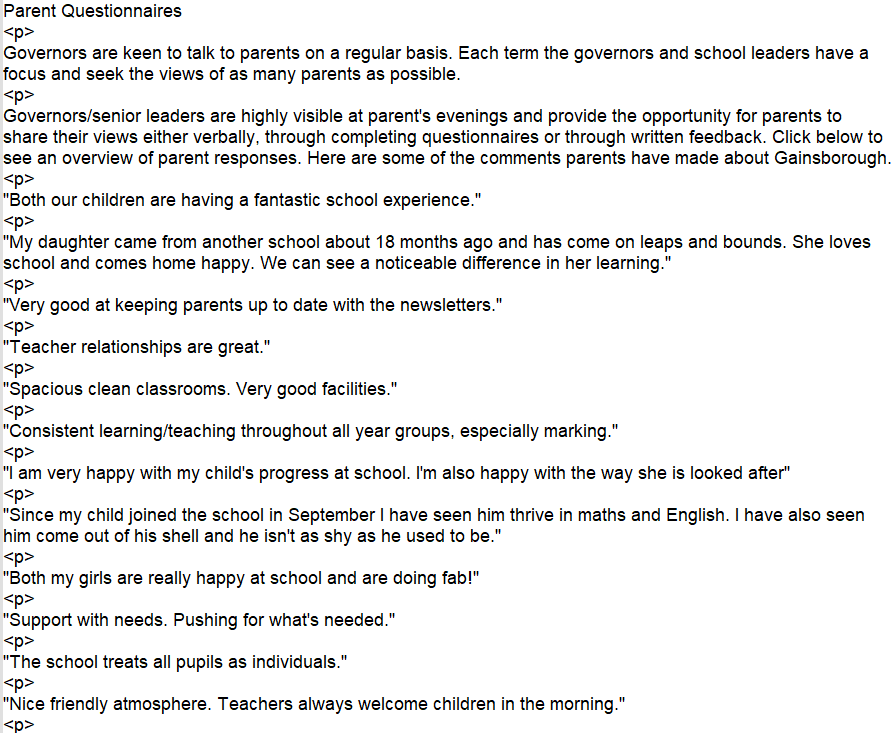 Parent Questionnaires
<p>
Governors are keen to talk to parents on a regular basis. Each term the governors and school leaders have a
focus and seek the views of as many parents as possible.
<p>
Governors/senior leaders are highly visible at parent's evenings and provide the opportunity for parents to
share their views either verbally, through completing questionnaires or through written feedback. Click below to
see an overview of parent responses. Here are some of the comments parents have made about Gainsborough.
<p>
"Both our children are having a fantastic school experience."
<p>
"My daughter came from another school about 18 months ago and has come on leaps and bounds. She loves
school and comes home happy. We can see a noticeable difference in her learning."
<p>
"Very good at keeping parents up to date with the newsletters."
<p>
"Teacher relationships are great."
<p>
"Spacious clean classrooms. Very good facilities."
<p>
"Consistent learning/teaching throughout all year groups, especially marking."
<p>
"I am very happy with my child's progress at school. I'm also happy with the way she is looked after"
<p>
"Since my child joined the school in September I have seen him thrive in maths and English. I have also seen
him come out of his shell and he isn't as shy as he used to be."
<p>
"Both my girls are really happy at school and are doing fab!"
<p>
"Support with needs. Pushing for what's needed."
<p>
"The school treats all pupils as individuals."
<p>
"Nice friendly atmosphere. Teachers always welcome children in the morning."
<p>